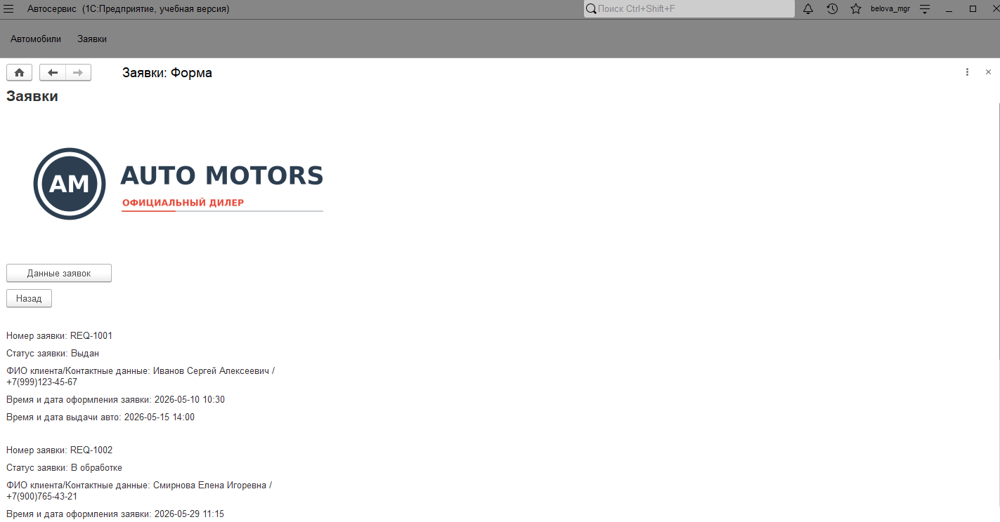 Автосервис (1С:Предприятие, учебная версия)
Поиск Ctrl+Shift+F
belova_mgr
Автомобили Заявки
Заявки: Форма
Заявки
AM
AUTO MOTORS
ОФИЦИАЛЬНЫЙ ДИЛЕР
Данные заявок
Назад
Номер заявки: REQ-1001
Статус заявки: Выдан
ФИО клиента/Контактные данные: Иванов Сергей Алексеевич /
+7(999)123-45-67
Время и дата оформления заявки: 2026-05-10 10:30
Время и дата выдачи авто: 2026-05-15 14:00
Номер заявки: REQ-1002
Статус заявки: В обработке
ФИО клиента/Контактные данные: Смирнова Елена Игоревна /
+7(900)765-43-21
Время и дата оформления заявки: 2026-05-29 11:15